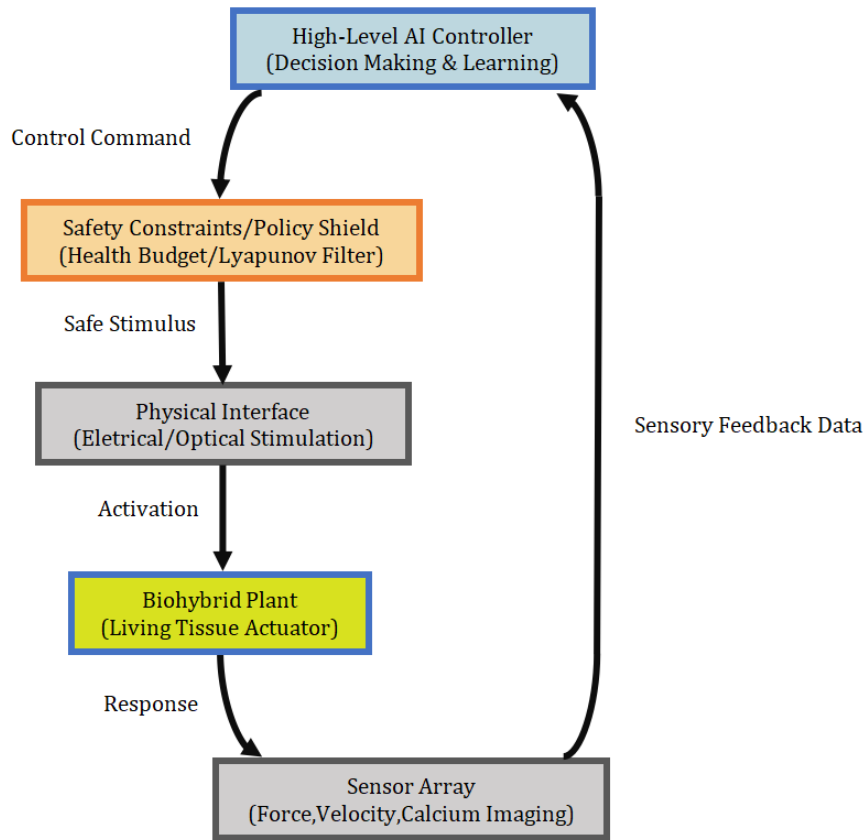 High-Level AI Controller
(Decision Making & Learning)
Control Command
Safety Constraints/Policy Shield
(Health Budget/Lyapunov Filter)
Safe Stimulus
Physical Interface
(Eletrical/Optical Stimulation)
Sensory Feedback Data
Activation
Biohybrid Plant
(Living Tissue Actuator)
Response
Sensor Array
(Force,Velocity,Calcium Imaging)